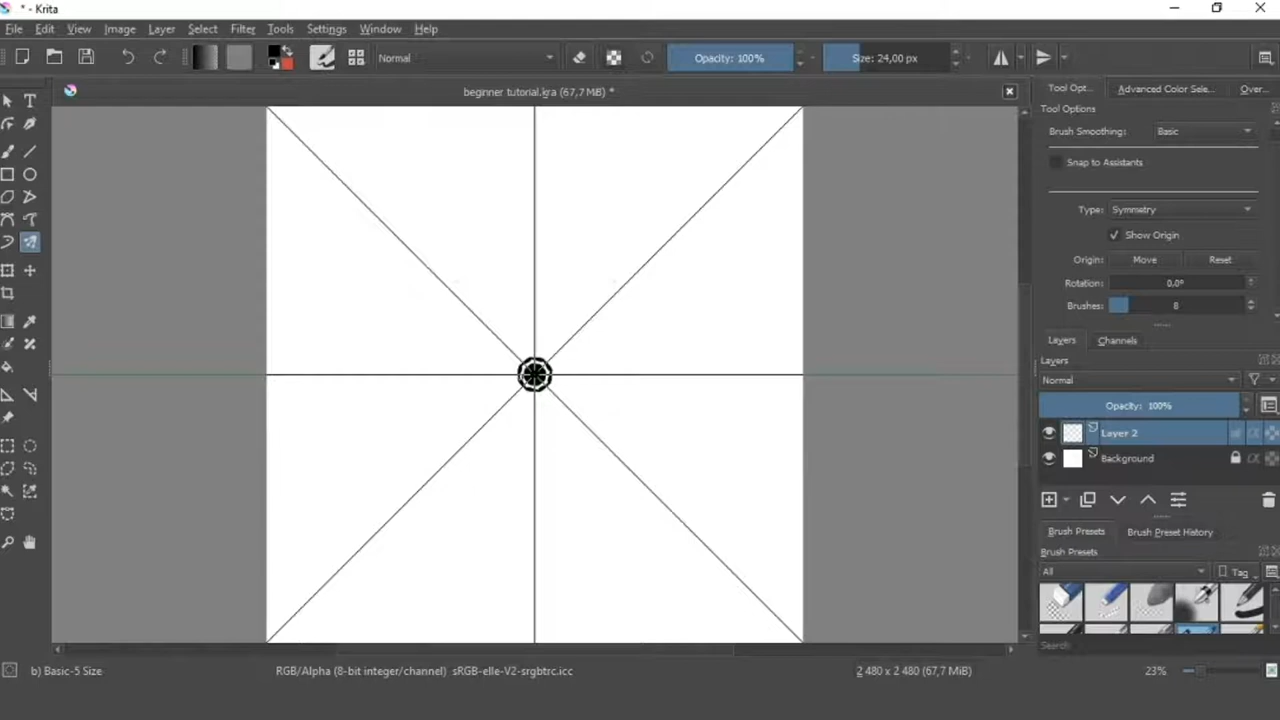 * - Krita
File Edit View Image Layer Select Filter Tools Settings Window Help
Normal
Opacity: 100%
Size: 24,00 px
beginner tutorial.kra (67,7 MiB) *
Tool Opt...
Advanced Color Sele...
Over...
Tool Options
Brush Smoothing: Basic
Snap to Assistants
Type: Symmetry
Show Origin
Origin: Move Reset
Rotation: 0,0°
Brushes: 8
Layers Channels
Layers
Normal
Opacity: 100%
Layer 2
Background
Brush Presets Brush Preset History
Brush Presets
All
Tag
Search
b) Basic-5 Size
RGB/Alpha (8-bit integer/channel) sRGB-elle-V2-srgbtrc.icc
2 480 x 2 480 (67,7 MiB)
23%